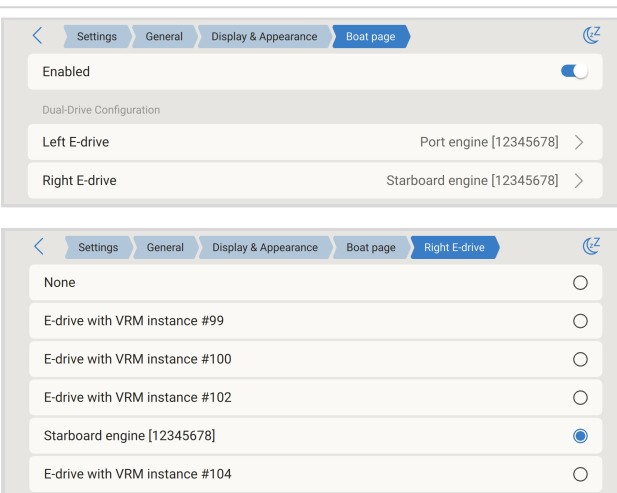 Settings General Display & Appearance Boat page
Enabled
Dual-Drive Configuration
Left E-drive Port engine [12345678]
Right E-drive Starboard engine [12345678]
Settings General Display & Appearance Boat page Right E-drive
None
E-drive with VRM instance #99
E-drive with VRM instance #100
E-drive with VRM instance #102
Starboard engine [12345678]
E-drive with VRM instance #104